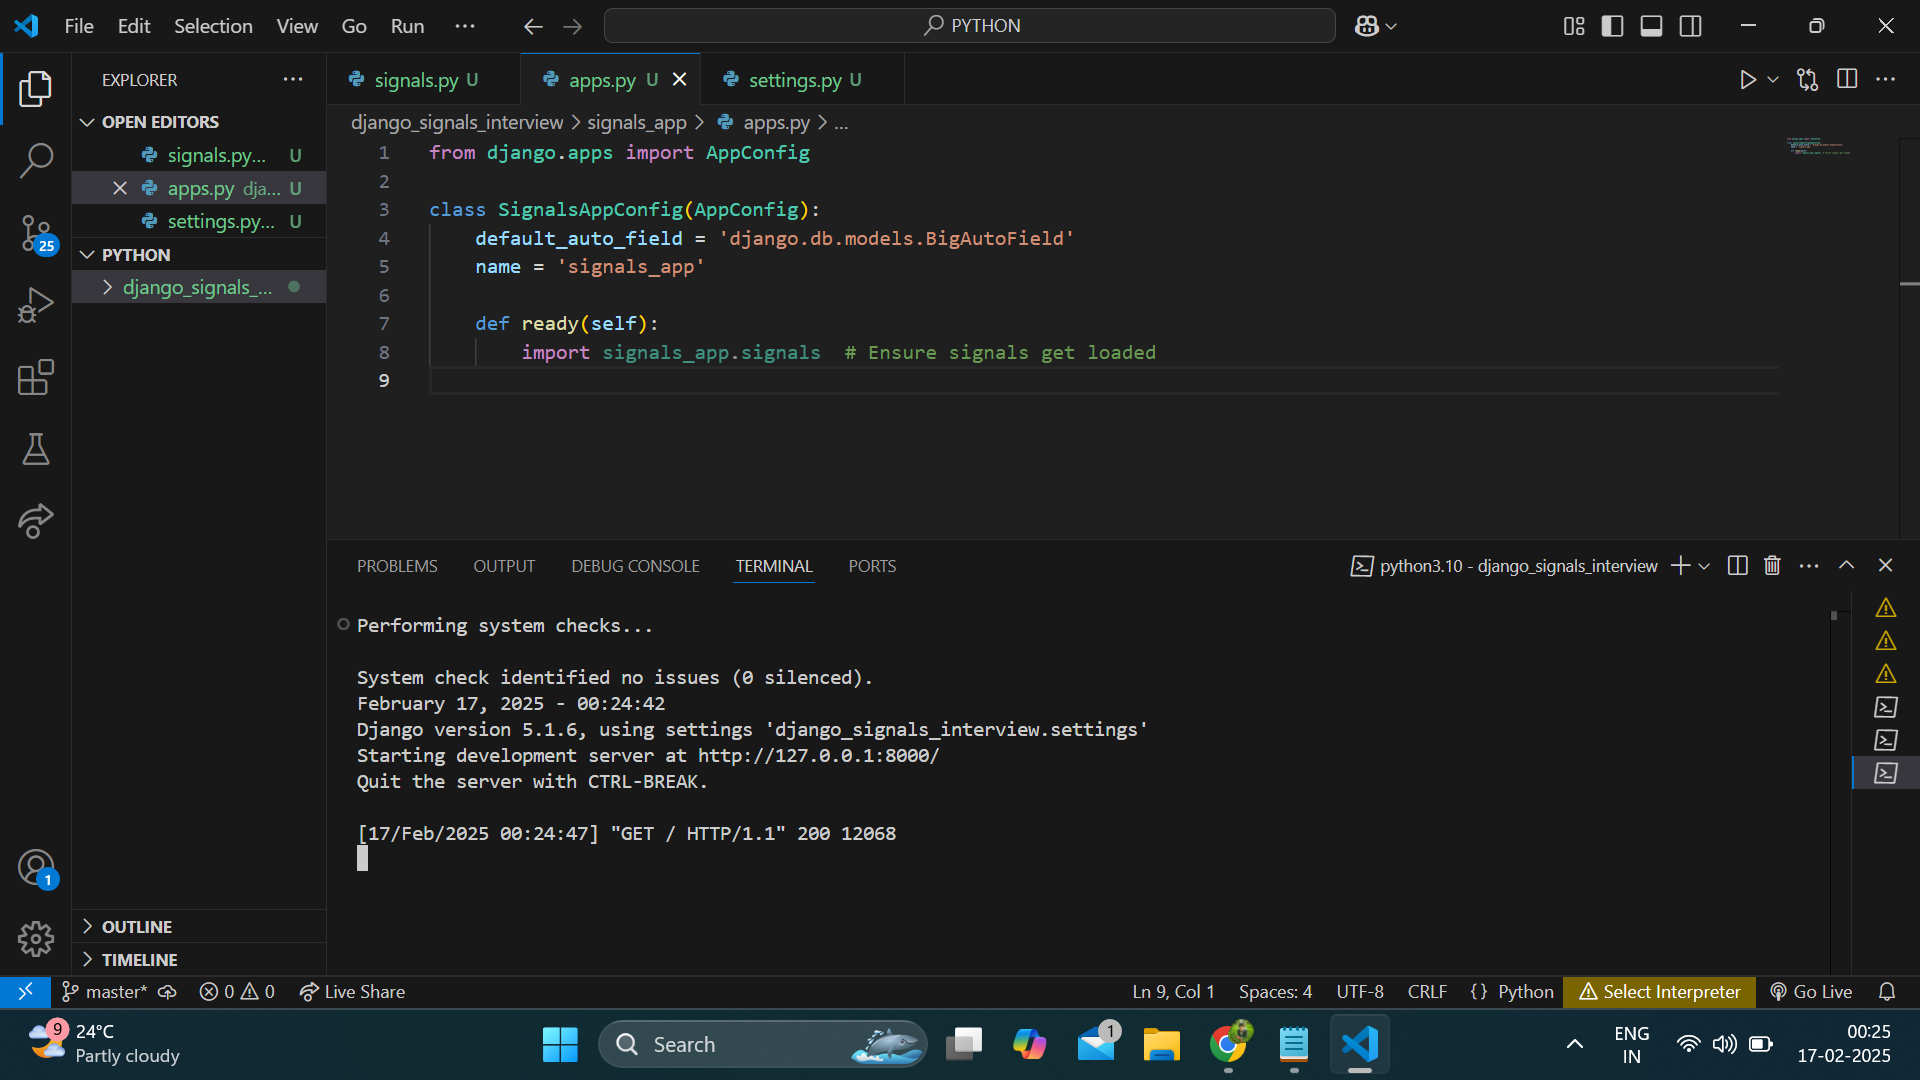 File Edit Selection View Go Run ...
PYTHON
EXPLORER
OPEN EDITORS
signals.py... U
apps.py dja... U
settings.py... U
PYTHON
django_signals_...
OUTLINE
TIMELINE
25
1
signals.py U
apps.py U
settings.py U
django_signals_interview > signals_app > apps.py > ...
1 from django.apps import AppConfig
2
3 class SignalsAppConfig(AppConfig):
4 default_auto_field = 'django.db.models.BigAutoField'
5 name = 'signals_app'
6
7 def ready(self):
8 import signals_app.signals # Ensure signals get loaded
9
PROBLEMS OUTPUT DEBUG CONSOLE TERMINAL PORTS
python3.10 - django_signals_interview
Performing system checks...
System check identified no issues (0 silenced).
February 17, 2025 - 00:24:42
Django version 5.1.6, using settings 'django_signals_interview.settings'
Starting development server at http://127.0.0.1:8000/
Quit the server with CTRL-BREAK.
[17/Feb/2025 00:24:47] "GET / HTTP/1.1" 200 12068
master* 0 0 Live Share
Ln 9, Col 1 Spaces: 4 UTF-8 CRLF {} Python Select Interpreter Go Live
9
24°C
Partly cloudy
Search
1
ENG
IN
00:25
17-02-2025